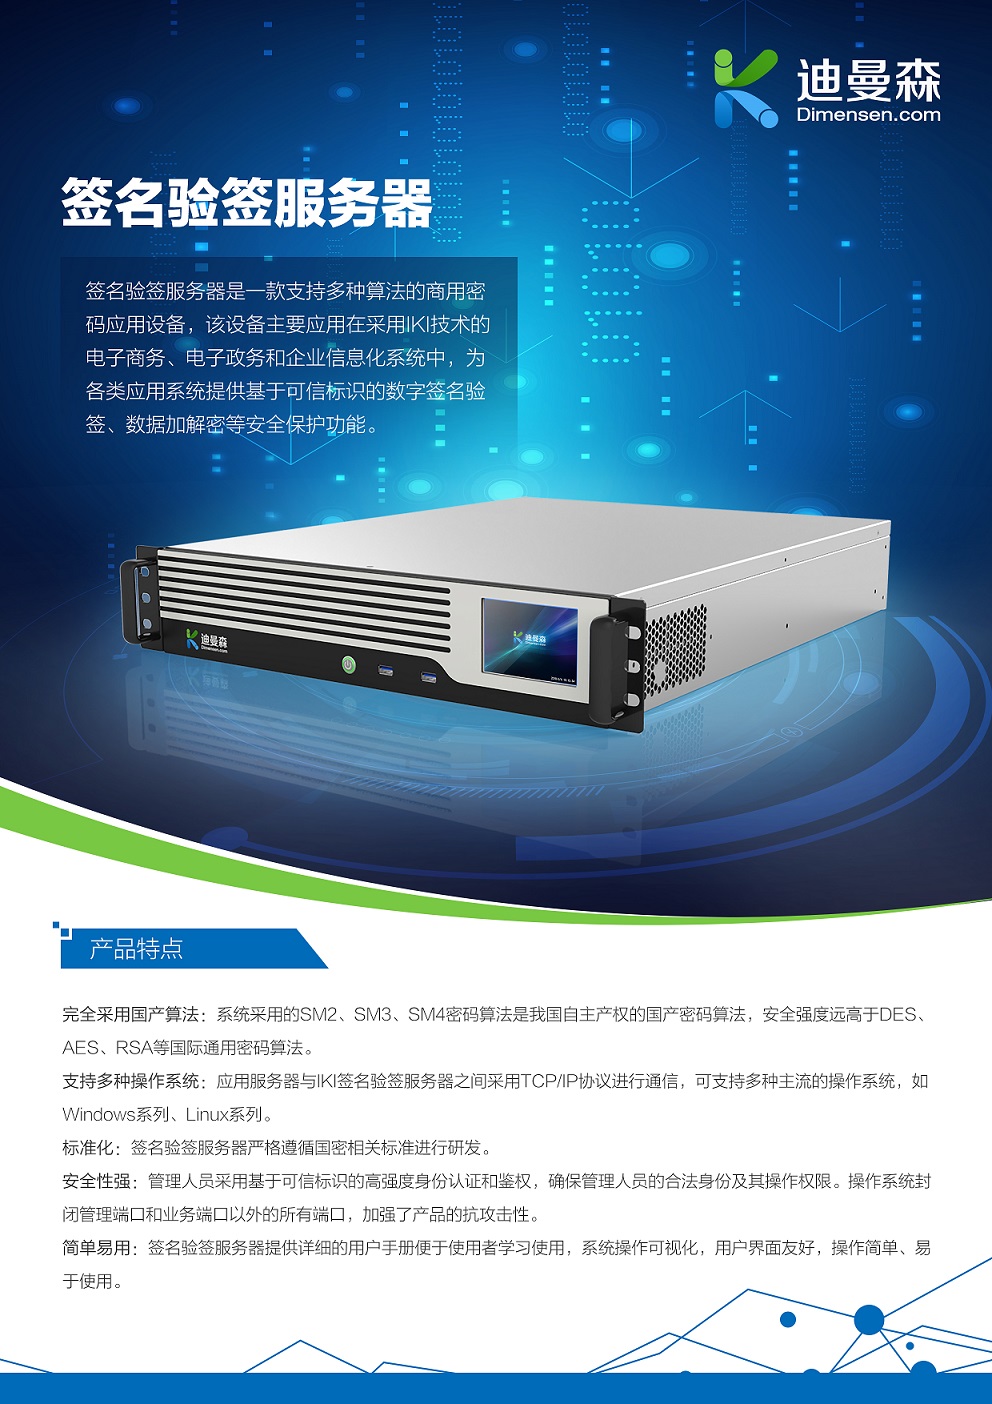 迪曼森
Dimensen.com
签名验签服务器
签名验签服务器是一款支持多种算法的商用密
码应用设备，该设备主要应用在采用IKI技术的
电子商务、电子政务和企业信息化系统中，为
各类应用系统提供基于可信标识的数字签名验
签、数据加解密等安全保护功能。
迪曼森
Dimensen.com
迪曼森
产品特点
完全采用国产算法：系统采用的SM2、SM3、SM4密码算法是我国自主产权的国产密码算法，安全强度远高于DES、
AES、RSA等国际通用密码算法。
支持多种操作系统：应用服务器与IKI签名验签服务器之间采用TCP/IP协议进行通信，可支持多种主流的操作系统，如
Windows系列、Linux系列。
标准化：签名验签服务器严格遵循国密相关标准进行研发。
安全性强：管理人员采用基于可信标识的高强度身份认证和鉴权，确保管理人员的合法身份及其操作权限。操作系统封
闭管理端口和业务端口以外的所有端口，加强了产品的抗攻击性。
简单易用：签名验签服务器提供详细的用户手册便于使用者学习使用，系统操作可视化，用户界面友好，操作简单、易
于使用。